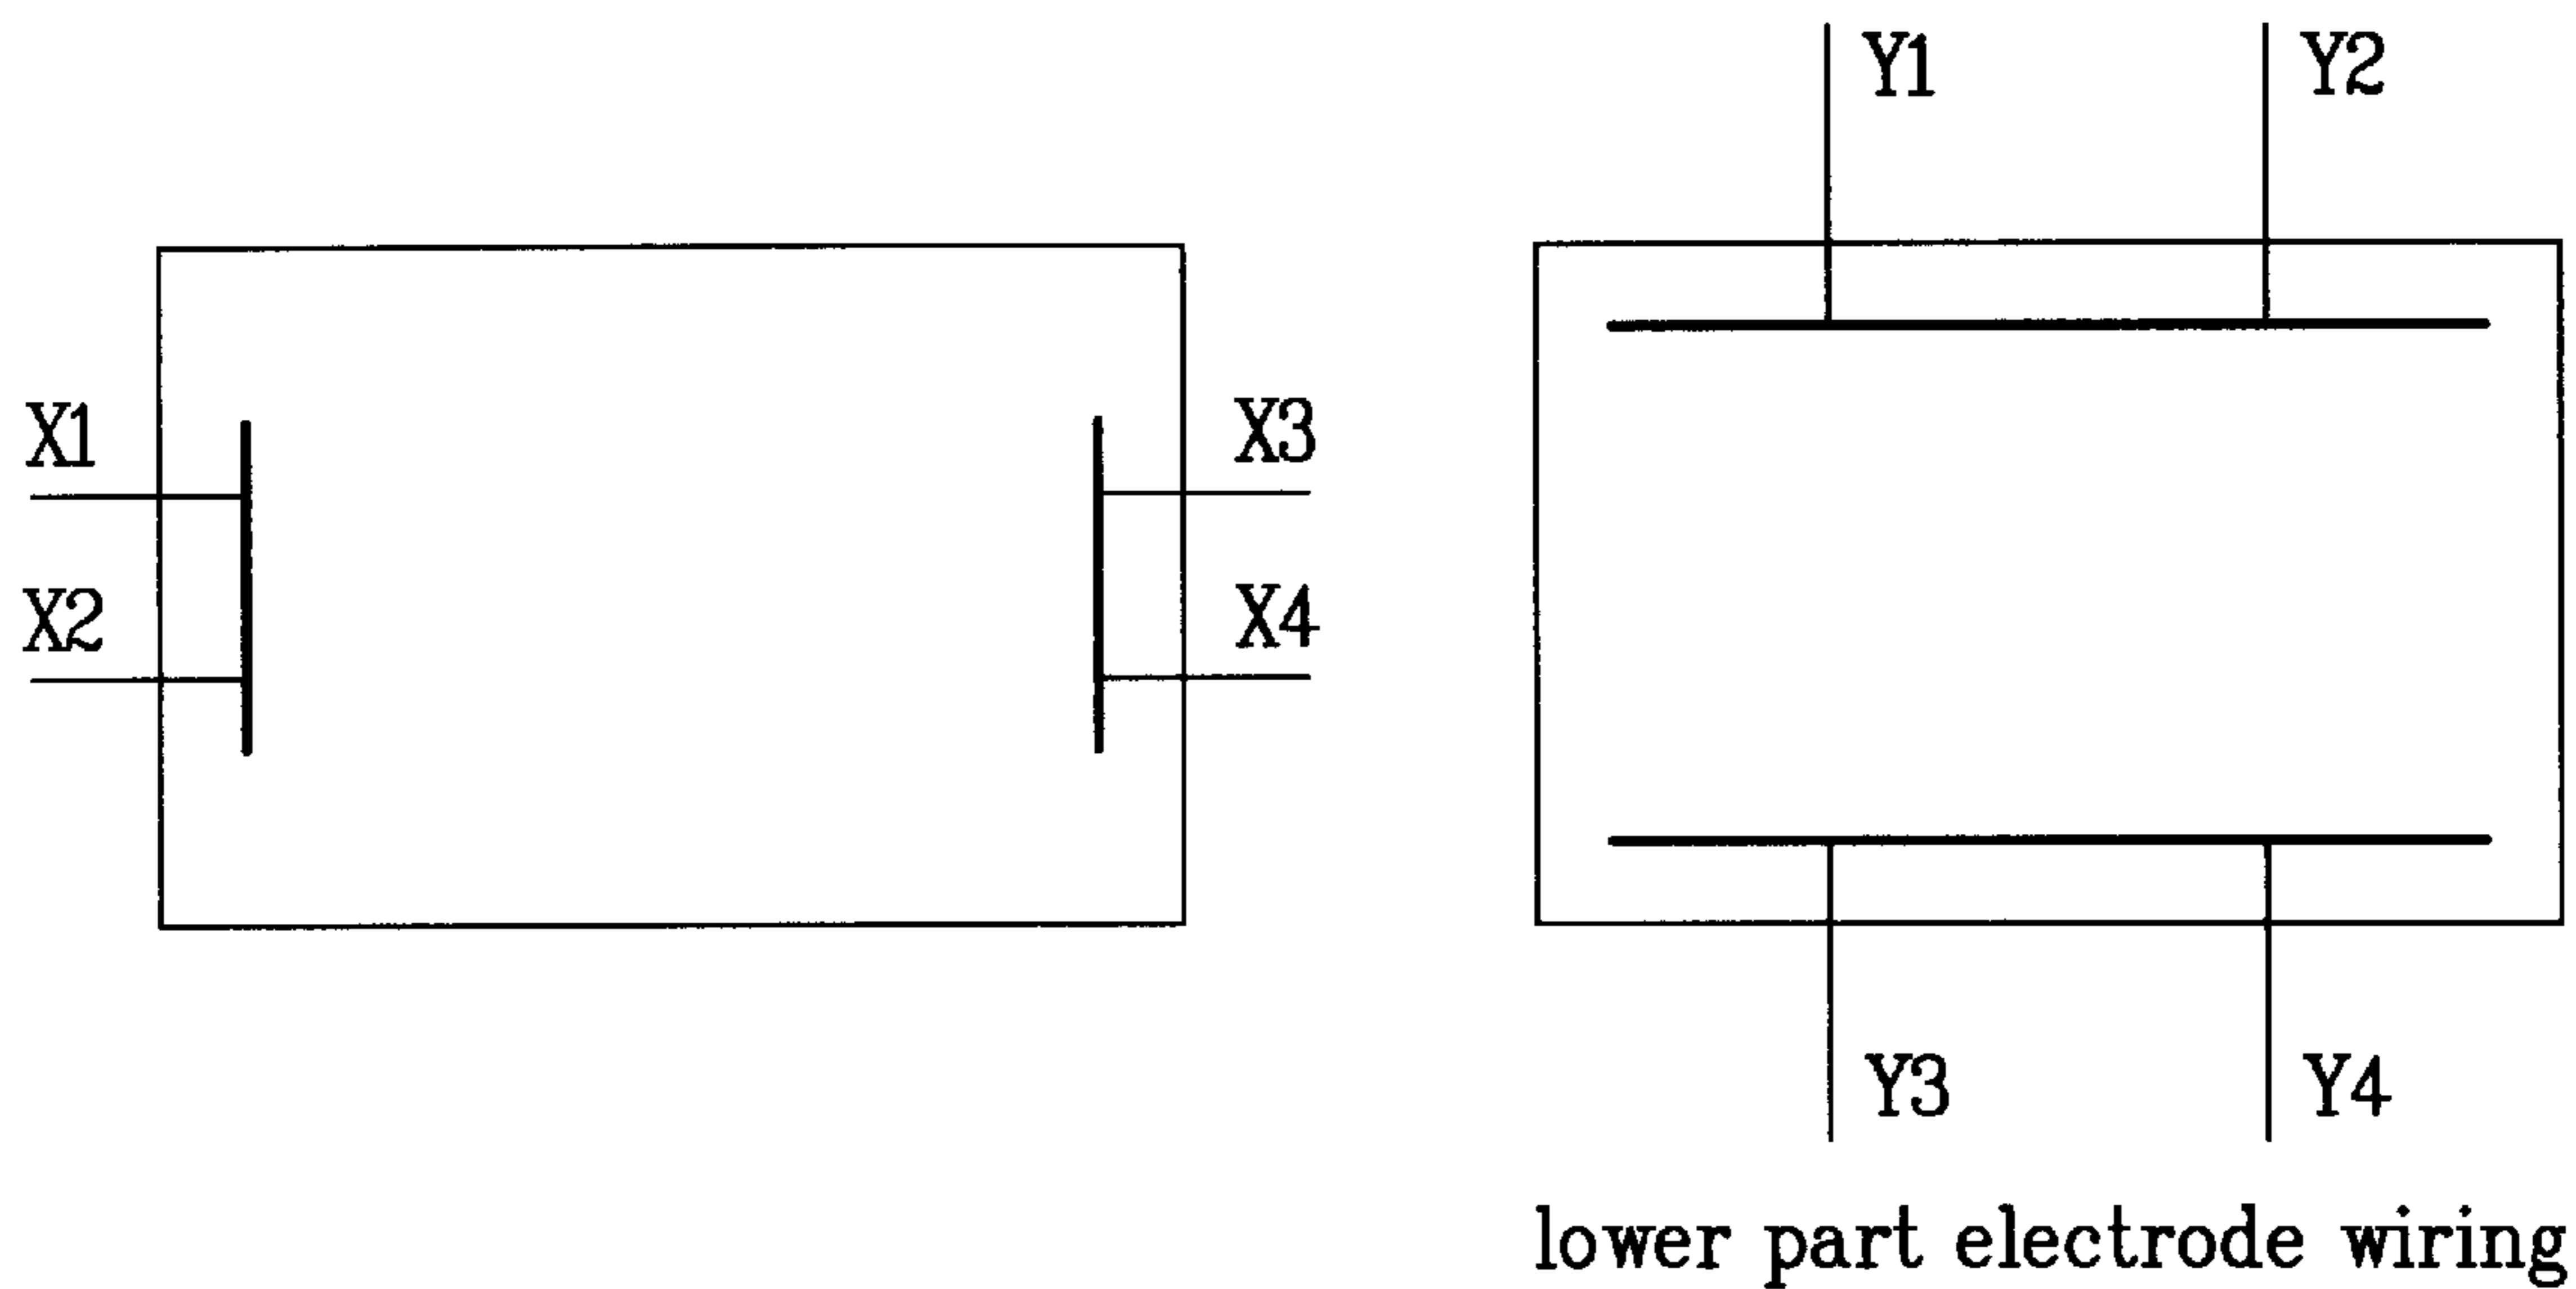 Y1 Y2
X1 X3
X2 X4
Y3 Y4
lower part electrode wiring